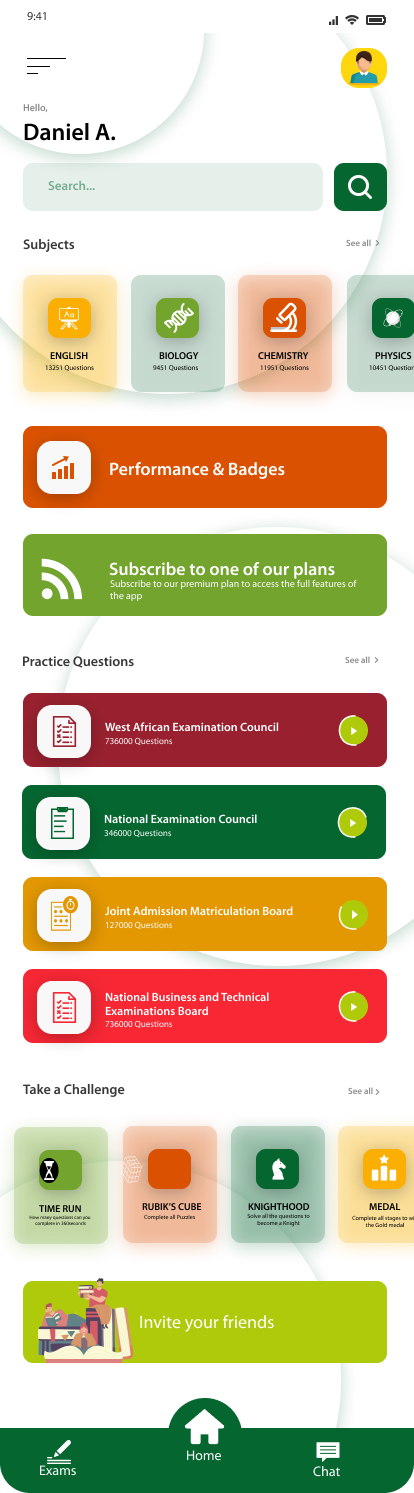 9:41
Hello,
Daniel A.
Search...
Subjects
See all
Aa
ENGLISH
13251 Questions
BIOLOGY
9451 Questions
CHEMISTRY
11951 Questions
PHYSICS
10451 Question
Performance & Badges
Subscribe to one of our plans
Subscribe to our premium plan to access the full features of
the app
Practice Questions
See all
West African Examination Council
736000 Questions
National Examination Council
346000 Questions
Joint Admission Matriculation Board
127000 Questions
National Business and Technical
Examinations Board
736000 Questions
Take a Challenge
See all
TIME RUN
How many questions can you
complete in 360seconds
RUBIK'S CUBE
Complete all Puzzles
KNIGHTHOOD
Solve all the questions to
become a Knight
MEDAL
Complete all stages to wi
the Gold medal
Invite your friends
Exams
Home
Chat